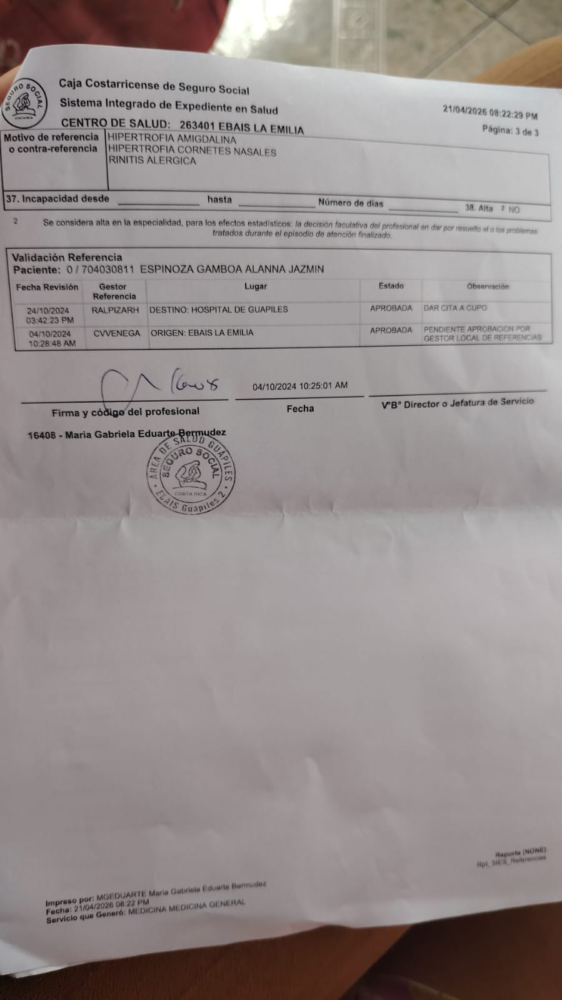 Caja Costarricense de Seguro Social
Sistema Integrado de Expediente en Salud
CENTRO DE SALUD: 263401 EBAIS LA EMILIA
21/04/2026 08:22:29 PM
Página: 3 de 3
SEGURO SOCIAL
COSTA RICA
Motivo de referencia o contra-referencia
HIPERTROFIA AMIGDALINA
HIPERTROFIA CORNETES NASALES
RINITIS ALERGICA
37. Incapacidad desde hasta Número de días 38. Alta 2 NO
2 Se considera alta en la especialidad, para los efectos estadísticos: la decisión faculativa del profesional en dar por resuelto el o los problemas
tratados durante el episodio de atención finalizado.
Validación Referencia
Paciente: 0 / 704030811 ESPINOZA GAMBOA ALANNA JAZMIN
Fecha Revisión Gestor Referencia Lugar Estado Observación
24/10/2024 03:42:23 PM RALPIZARH DESTINO: HOSPITAL DE GUAPILES APROBADA DAR CITA A CUPO
04/10/2024 10:28:48 AM CVVENEGA ORIGEN: EBAIS LA EMILIA APROBADA PENDIENTE APROBACION POR GESTOR LOCAL DE REFERENCIAS
04/10/2024 10:25:01 AM
Firma y código del profesional
Fecha
VºBº Director o Jefatura de Servicio
16408 - Maria Gabriela Eduarte Bermudez
AREA DE SALUD GUÁPILES
SEGURO SOCIAL
COSTA RICA
EBAIS Guápiles 2
Reporte (NONE)
Rpt_SIES_Referencias
Impreso por: MGEDUARTE Maria Gabriela Eduarte Bermudez
Fecha: 21/04/2026 08:22 PM
Servicio que Generó: MEDICINA MEDICINA GENERAL